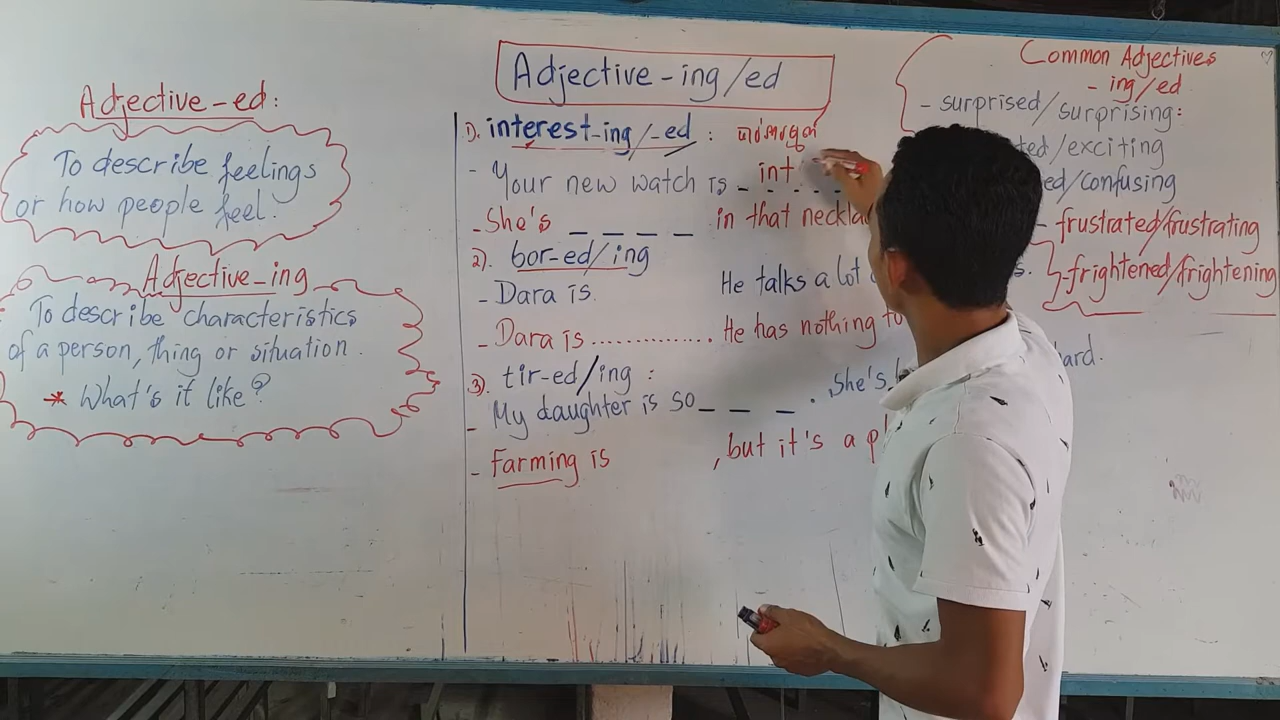 Adjective-ed:
To describe feelings
or how people feel.
Adjective-ing
To describe characteristics
of a person, thing or situation.
* What's it like?
Adjective-ing/ed
1). interest-ing/-ed :
- Your new watch is _ int
- She's _ _ _ _ in that
2). bor-ed/ing
- Dara is. He talks a lot
- Dara is .............. He has nothing
3). tir-ed/ing :
- My daughter is so _ _ _ . She's
- Farming is , but it's a
Common Adjectives
- ing/ed
- surprised/surprising:
/exciting
/confusing
- frustrated/frustrating
- frightened/frightening